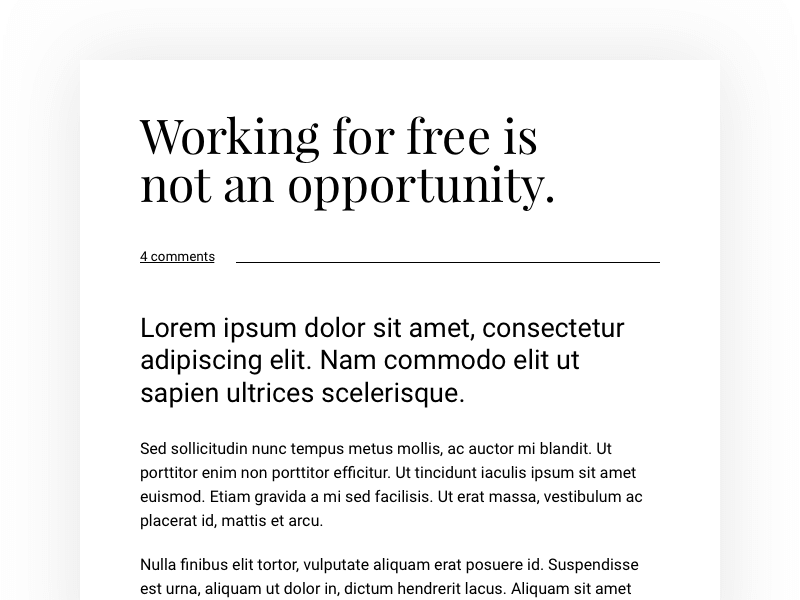 Working for free is
not an opportunity.
4 comments
Lorem ipsum dolor sit amet, consectetur
adipiscing elit. Nam commodo elit ut
sapien ultrices scelerisque.
Sed sollicitudin nunc tempus metus mollis, ac auctor mi blandit. Ut
porttitor enim non porttitor efficitur. Ut tincidunt iaculis ipsum sit amet
euismod. Etiam gravida a mi sed facilisis. Ut erat massa, vestibulum ac
placerat id, mattis et arcu.
Nulla finibus elit tortor, vulputate aliquam erat posuere id. Suspendisse
est urna, aliquam ut dolor in, dictum hendrerit lacus. Aliquam sit amet